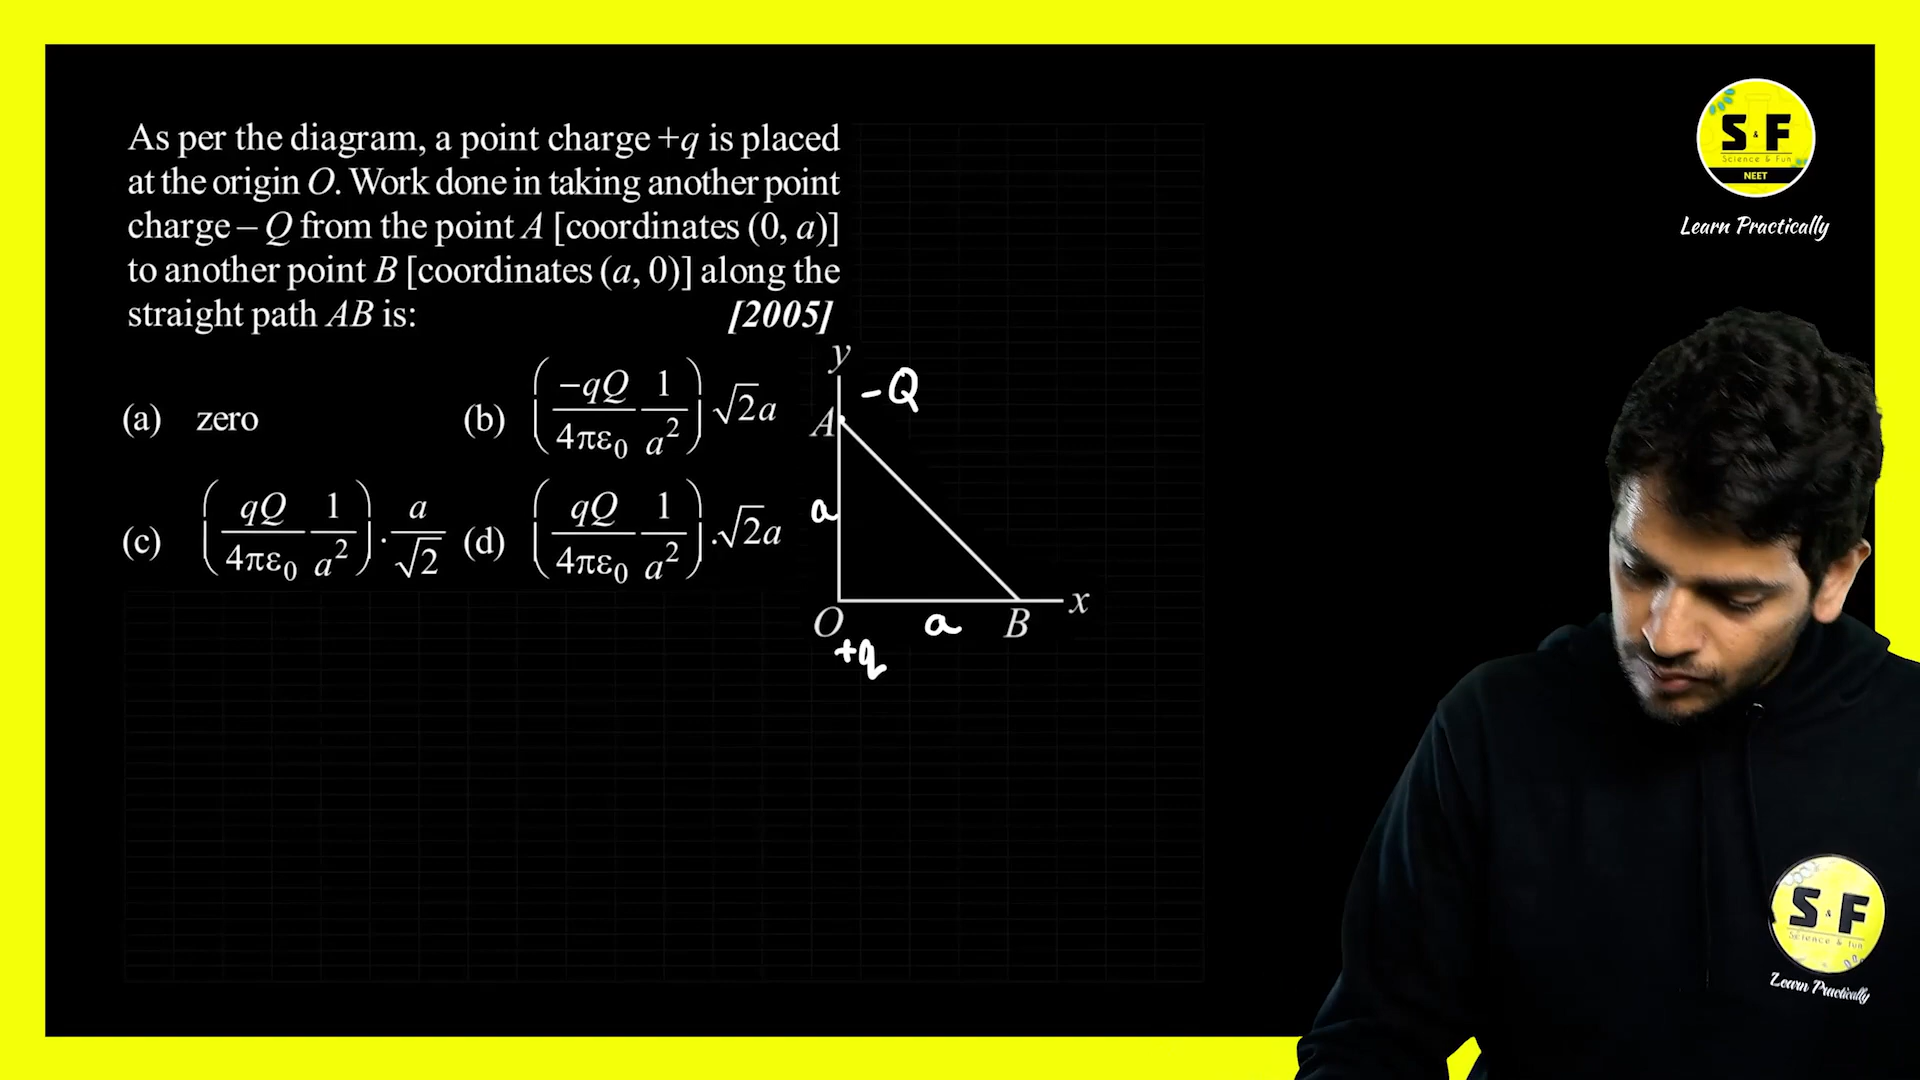 As per the diagram, a point charge +q is placed
at the origin O. Work done in taking another point
charge – Q from the point A [coordinates (0, a)]
to another point B [coordinates (a, 0)] along the
straight path AB is: [2005]
(a) zero
(b) (−qQ/4πε₀ 1/a²) √2a
(c) (qQ/4πε₀ 1/a²) · a/√2
(d) (qQ/4πε₀ 1/a²) .√2a
y
-Q
A
a
O
a
B
x
+q
S & F
Science & Fun
NEET
Learn Practically
S & F
Science & fun
Learn Practically